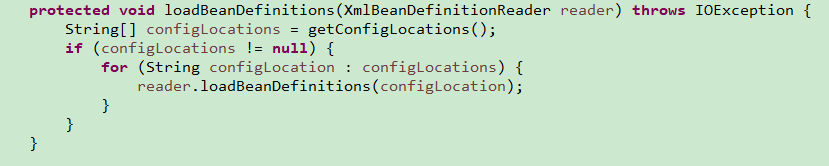 protected void loadBeanDefinitions(XmlBeanDefinitionReader reader) throws IOException {
    String[] configLocations = getConfigLocations();
    if (configLocations != null) {
        for (String configLocation : configLocations) {
            reader.loadBeanDefinitions(configLocation);
        }
    }
}